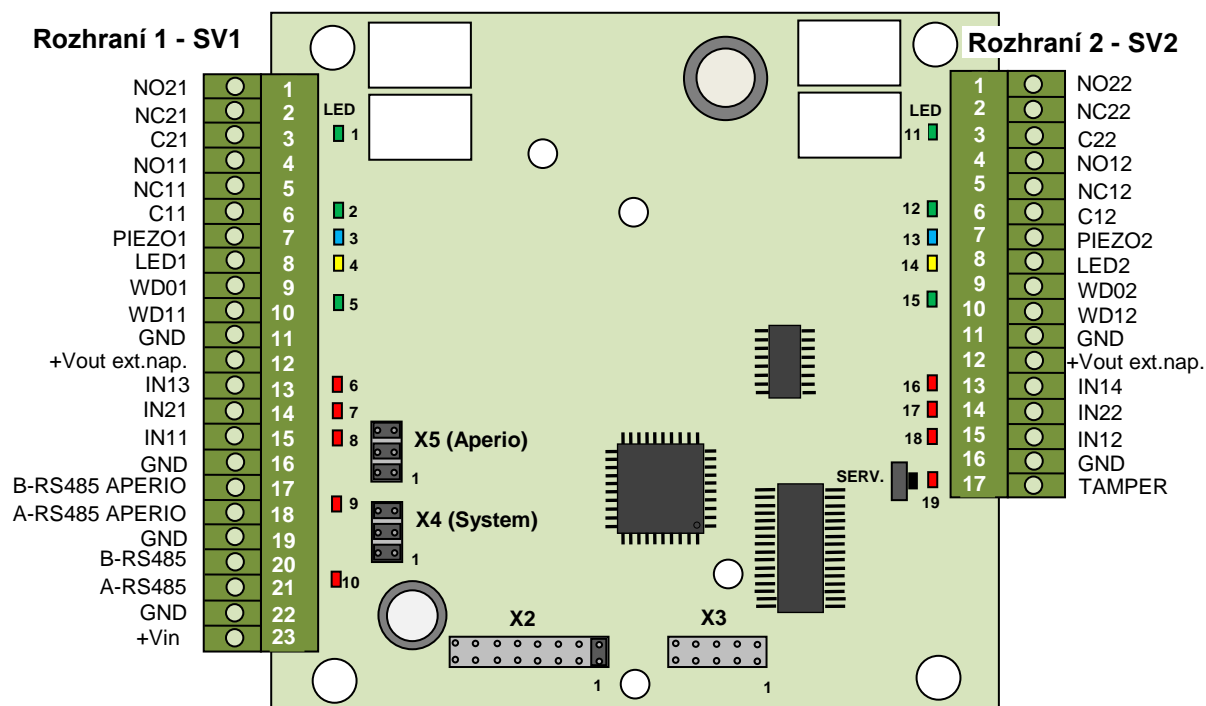 Rozhraní 1 - SV1
NO21 1
NC21 2
C21 3
NO11 4
NC11 5
C11 6
PIEZO1 7
LED1 8
WD01 9
WD11 10
GND 11
+Vout ext.nap. 12
IN13 13
IN21 14
IN11 15
GND 16
B-RS485 APERIO 17
A-RS485 APERIO 18
GND 19
B-RS485 20
A-RS485 21
GND 22
+Vin 23
LED
1
2
3
4
5
6
7
8
9
10
X5 (Aperio)
1
X4 (System)
1
X2
1
X3
1
LED
11
12
13
14
15
16
17
18
SERV.
19
Rozhraní 2 - SV2
1 NO22
2 NC22
3 C22
4 NO12
5 NC12
6 C12
7 PIEZO2
8 LED2
9 WD02
10 WD12
11 GND
12 +Vout ext.nap.
13 IN14
14 IN22
15 IN12
16 GND
17 TAMPER